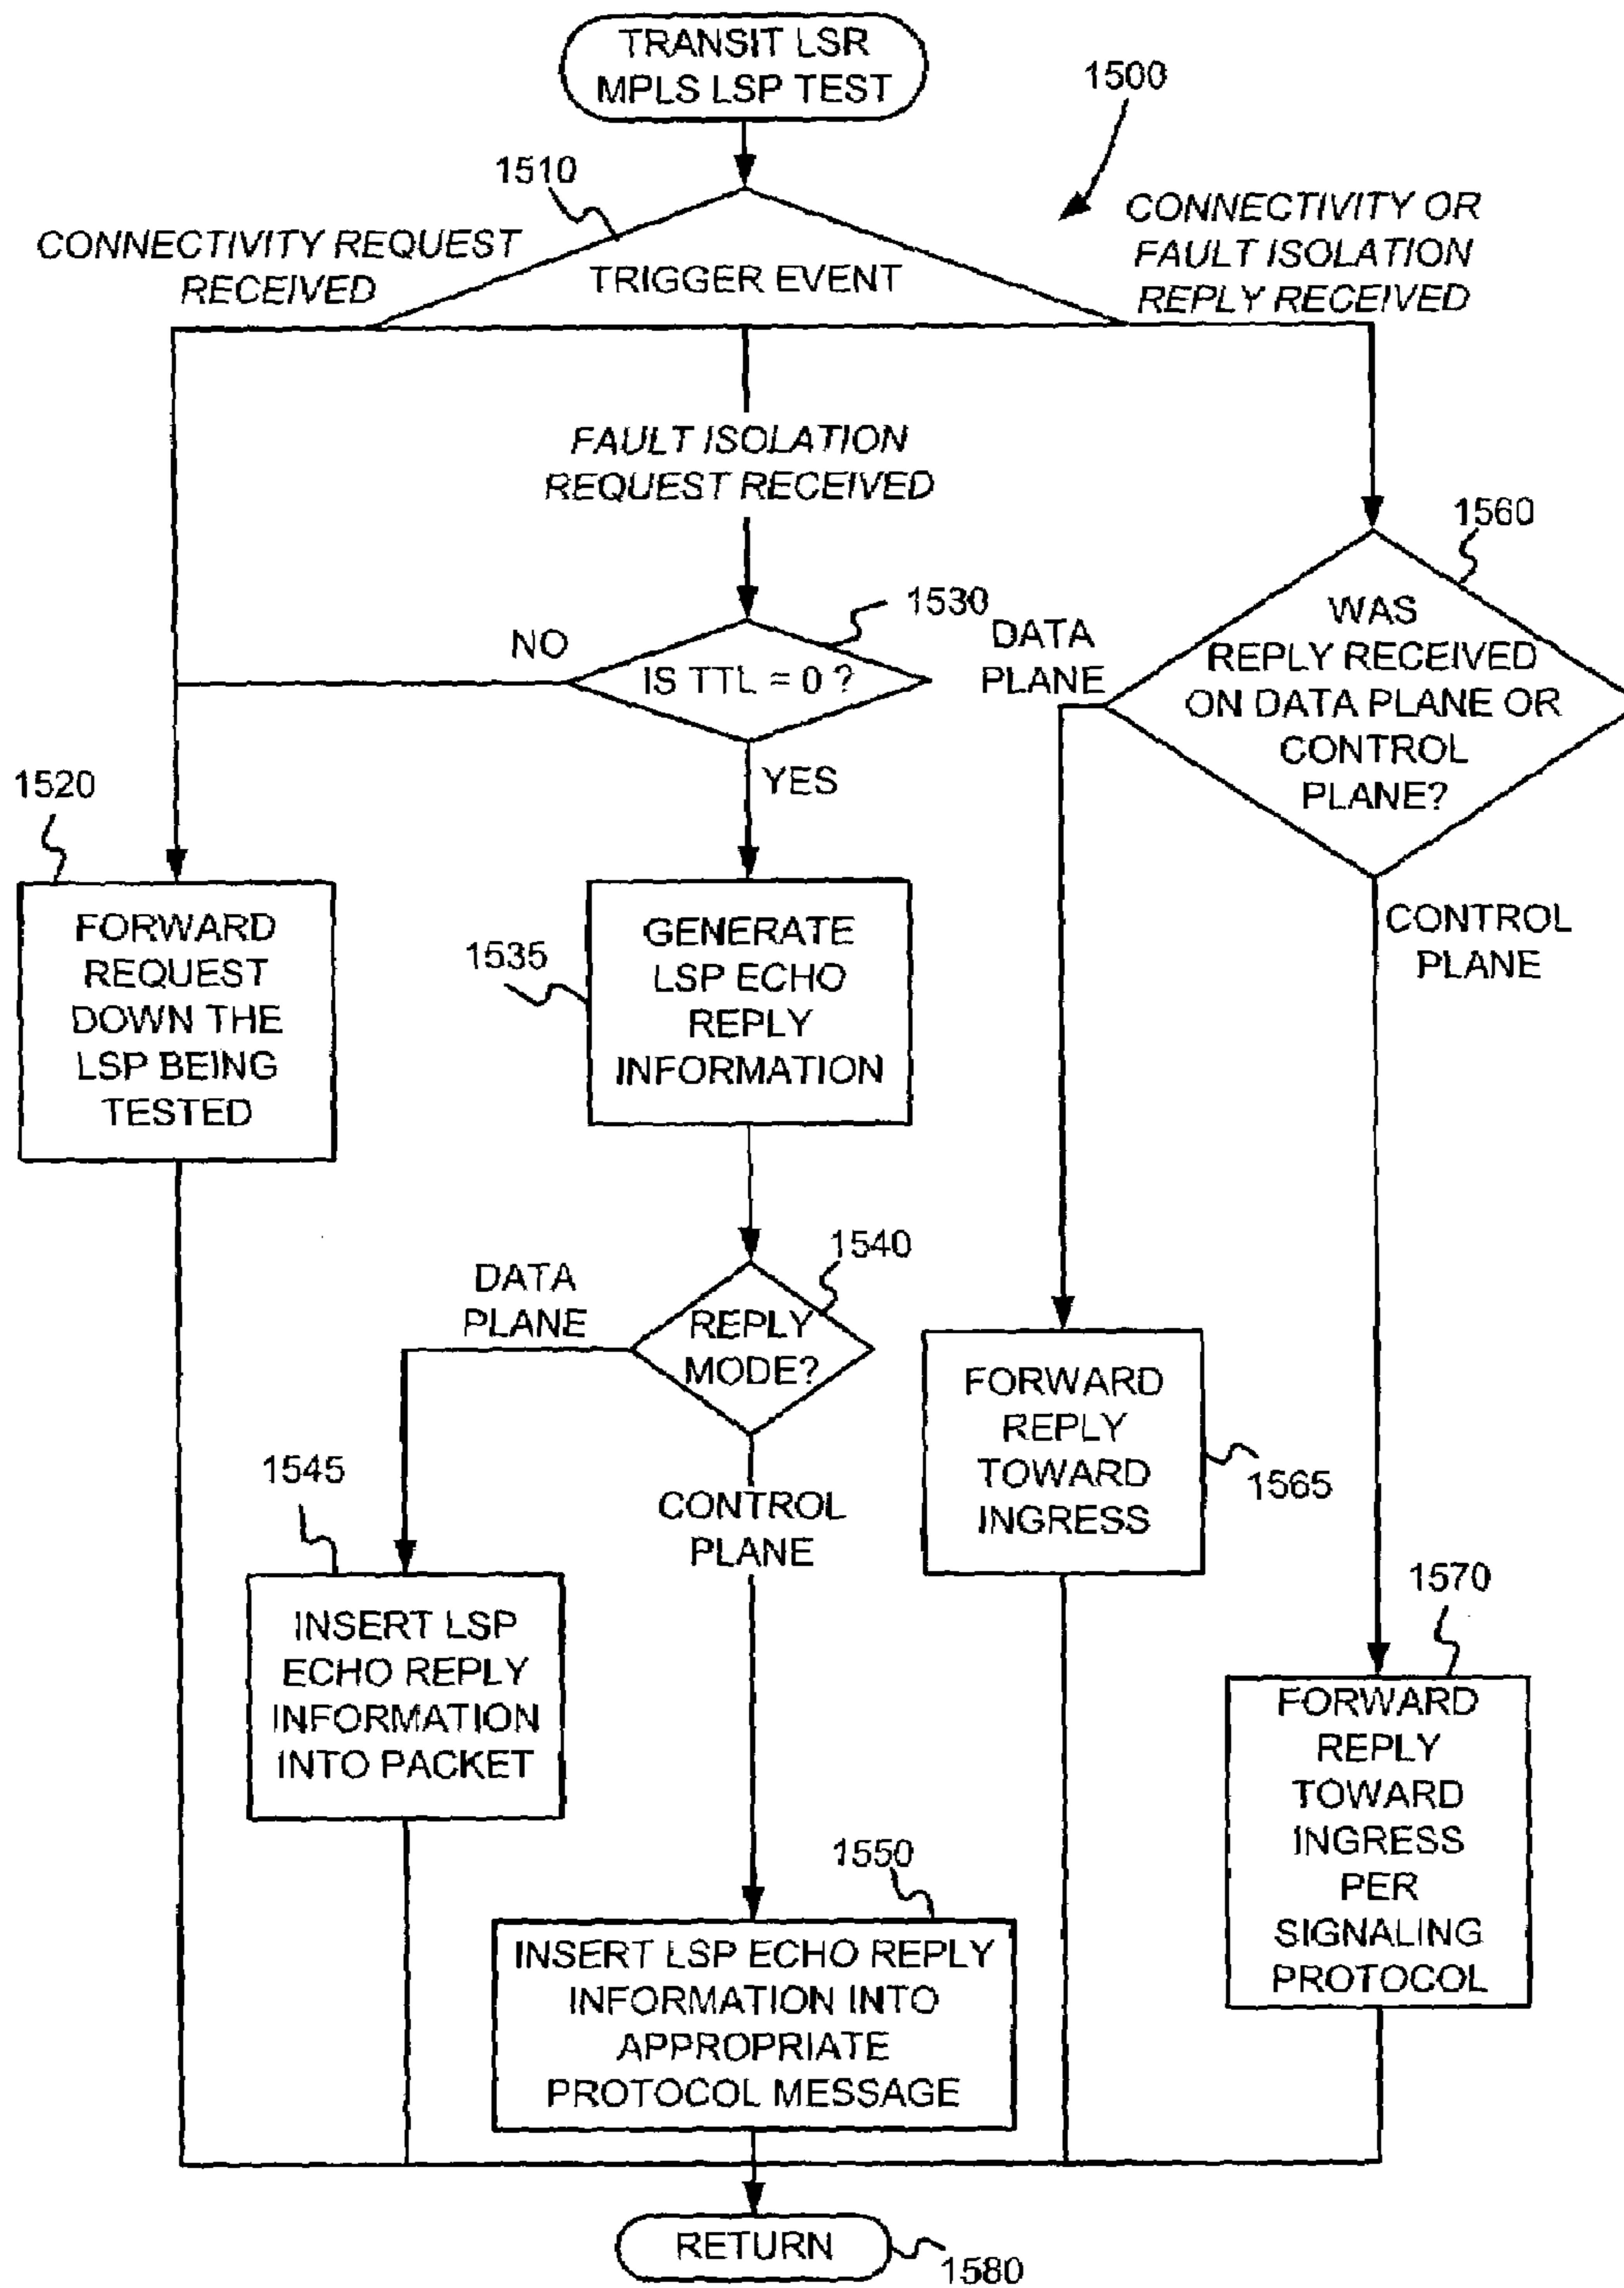 TRANSIT LSR
MPLS LSP TEST
1500
1510
CONNECTIVITY REQUEST
RECEIVED
TRIGGER EVENT
CONNECTIVITY OR
FAULT ISOLATION
REPLY RECEIVED
FAULT ISOLATION
REQUEST RECEIVED
1560
1530
NO
IS TTL = 0 ?
YES
DATA
PLANE
WAS
REPLY RECEIVED
ON DATA PLANE OR
CONTROL
PLANE?
CONTROL
PLANE
1520
FORWARD
REQUEST
DOWN THE
LSP BEING
TESTED
1535
GENERATE
LSP ECHO
REPLY
INFORMATION
1540
DATA
PLANE
REPLY
MODE?
CONTROL
PLANE
FORWARD
REPLY
TOWARD
INGRESS
1565
1545
INSERT LSP
ECHO REPLY
INFORMATION
INTO PACKET
1570
FORWARD
REPLY
TOWARD
INGRESS
PER
SIGNALING
PROTOCOL
1550
INSERT LSP ECHO REPLY
INFORMATION INTO
APPROPRIATE
PROTOCOL MESSAGE
RETURN
1580